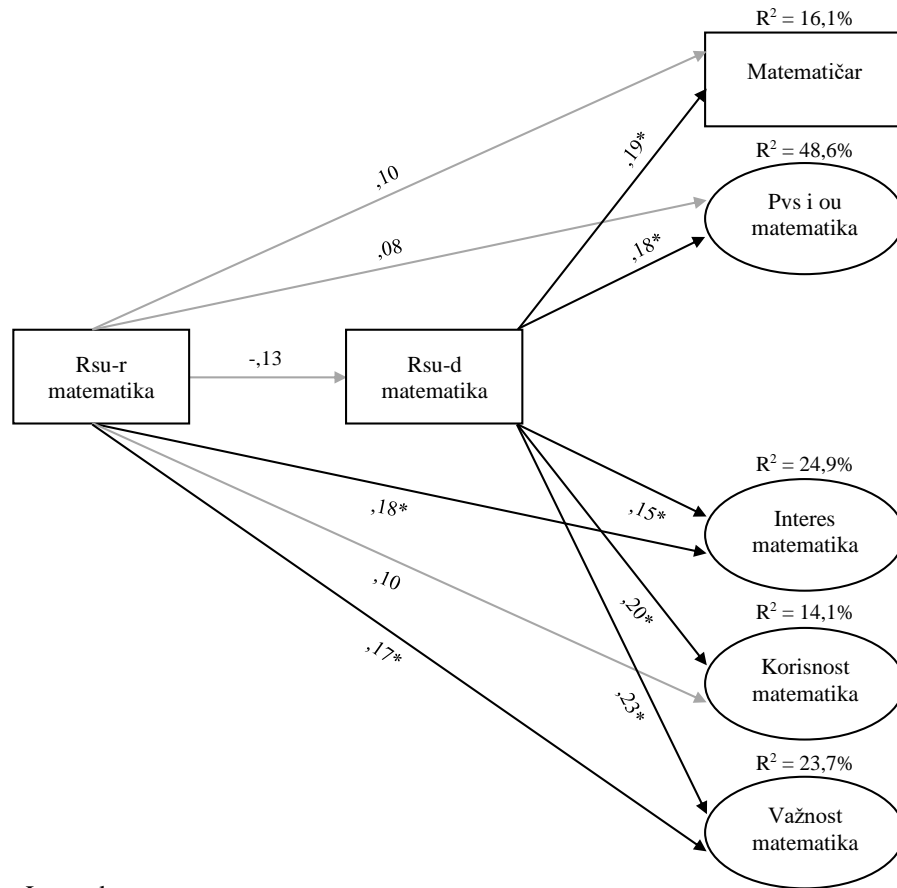 R² = 16,1%
Matematičar
,10
,19*
R² = 48,6%
Pvs i ou
matematika
,08
,18*
Rsu-r
matematika
-,13
Rsu-d
matematika
R² = 24,9%
Interes
matematika
,18*
,15*
,10
,20*
R² = 14,1%
Korisnost
matematika
,17*
,23*
R² = 23,7%
Važnost
matematika